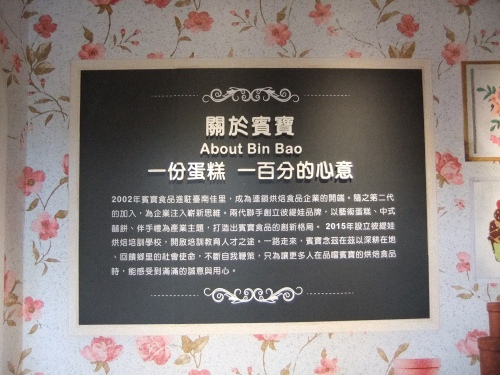 關於賓寶
About Bin Bao
一份蛋糕 一百分的心意
2002年賓寶食品進駐臺南佳里，成為連鎖烘焙食品企業的開端。隨之第二代
的加入，為企業注入嶄新思維。兩代聯手創立彼緹娃品牌，以藝術蛋糕、中式
囍餅、伴手禮為產業主題，打造出賓寶食品的創新格局。 2015年設立彼緹娃
烘焙培訓學校，開啟培訓教育人才之途。一路走來，賓寶念茲在茲以深耕在地
、回饋鄉里的社會使命，不斷自我鞭策，只為讓更多人在品嚐賓寶的烘焙食品
時，能感受到滿滿的誠意與用心。